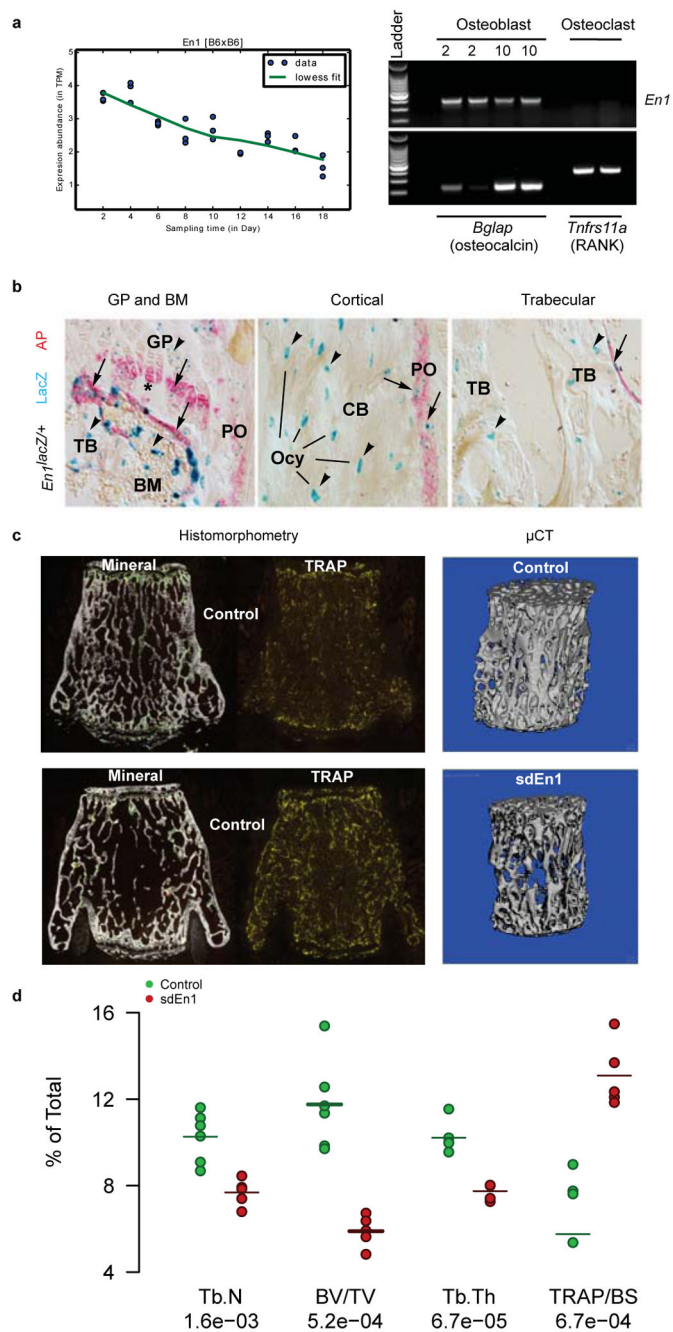 a
En1 [B6xB6]
data
lowess fit
Expresion abundance (in TPM)
5
4
3
2
1
0
2 4 6 8 10 12 14 16 18
Sampling time (in Day)
Ladder
Osteoblast Osteoclast
2 2 10 10
En1
Bglap
(osteocalcin)
Tnfrs11a
(RANK)
b
GP and BM Cortical Trabecular
En1lacZ/+ LacZ AP
GP
*
PO
TB
BM
PO
CB
Ocy
TB
TB
c
Histomorphometry µCT
Mineral TRAP Control
Control
Mineral TRAP sdEn1
Control
d
Control
sdEn1
% of Total
16
12
8
4
Tb.N BV/TV Tb.Th TRAP/BS
1.6e−03 5.2e−04 6.7e−05 6.7e−04